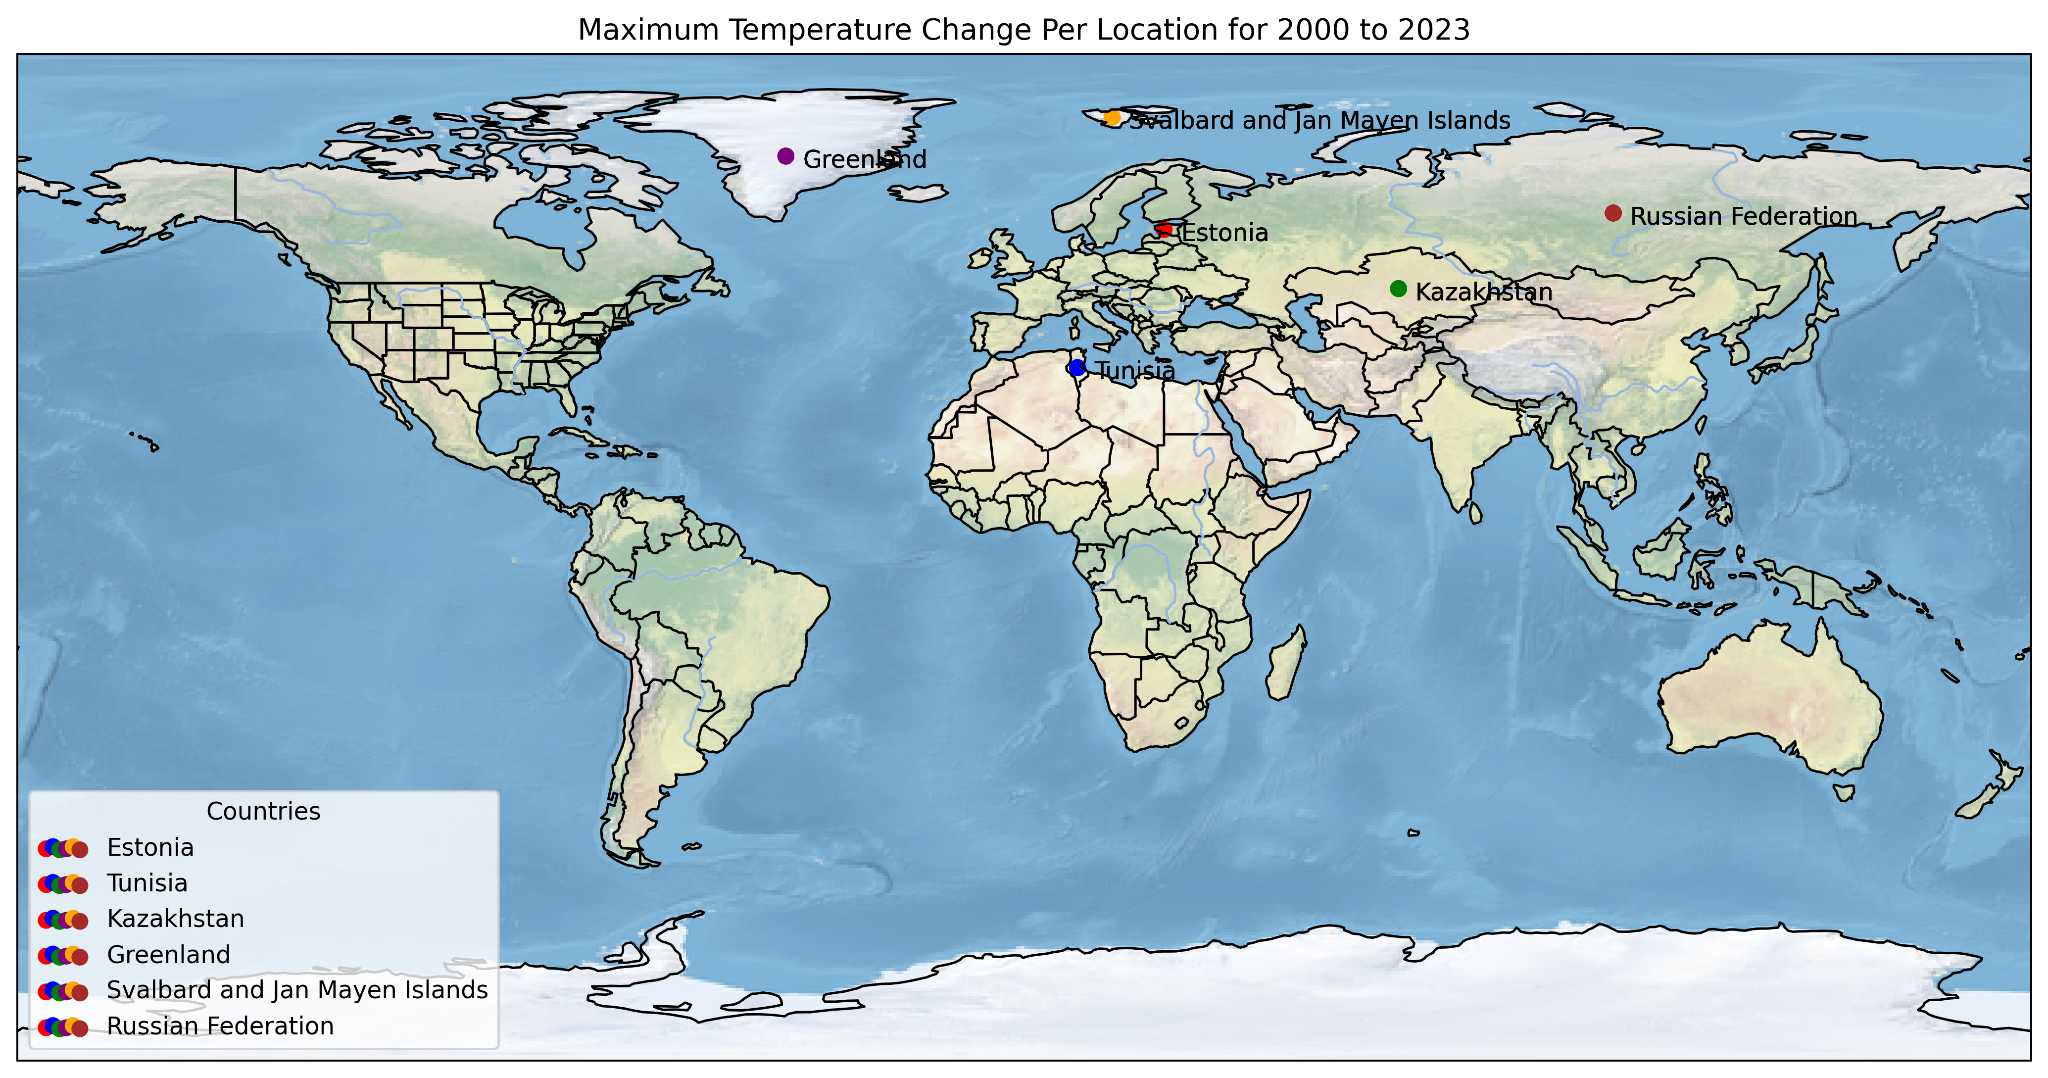 Maximum Temperature Change Per Location for 2000 to 2023
Svalbard and Jan Mayen Islands
Greenland
Russian Federation
Estonia
Kazakhstan
Tunisia
Countries
Estonia
Tunisia
Kazakhstan
Greenland
Svalbard and Jan Mayen Islands
Russian Federation